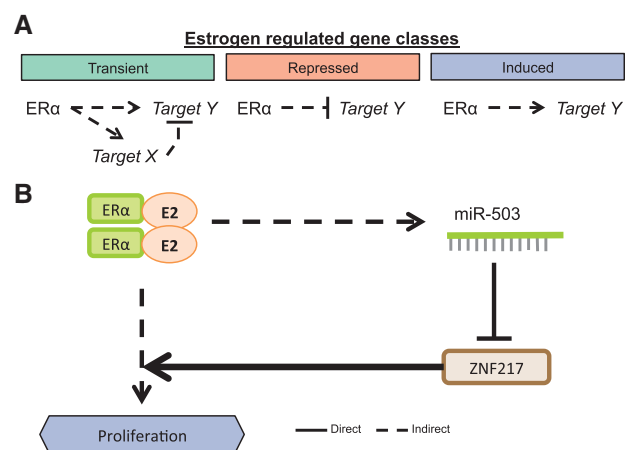 A
Estrogen regulated gene classes
Transient
Repressed
Induced
ERα
Target Y
ERα
Target Y
ERα
Target Y
Target X
B
ERα
E2
ERα
E2
miR-503
ZNF217
Proliferation
Direct
Indirect